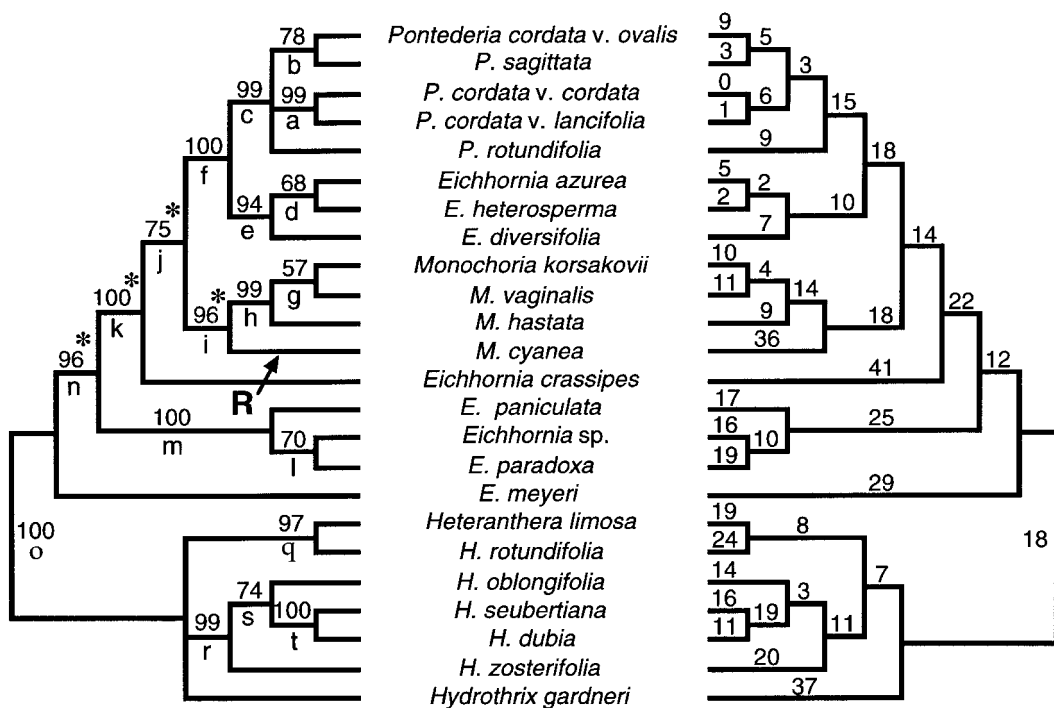 78 Pontederia cordata v. ovalis 9 5
b P. sagittata 3 3
99 99 P. cordata v. cordata 0 15
c a P. cordata v. lancifolia 1 6
100 P. rotundifolia 9 18
f 68 Eichhornia azurea 5 2
* 94 d E. heterosperma 2 10
75 e E. diversifolia 7 14
j 57 Monochoria korsakovii 10 4
* 100 * 96 99 g M. vaginalis 11 14 22
k i h M. hastata 9 18
* M. cyanea 36 12
96 R Eichhornia crassipes 41
n 100 E. paniculata 17 25
m 70 Eichhornia sp. 16 10
l E. paradoxa 19
E. meyeri 29
100 97 Heteranthera limosa 19 8 18
o q H. rotundifolia 24 7
74 H. oblongifolia 14 3
99 s 100 H. seubertiana 16 19 11
r t H. dubia 11
H. zosterifolia 20
Hydrothrix gardneri 37